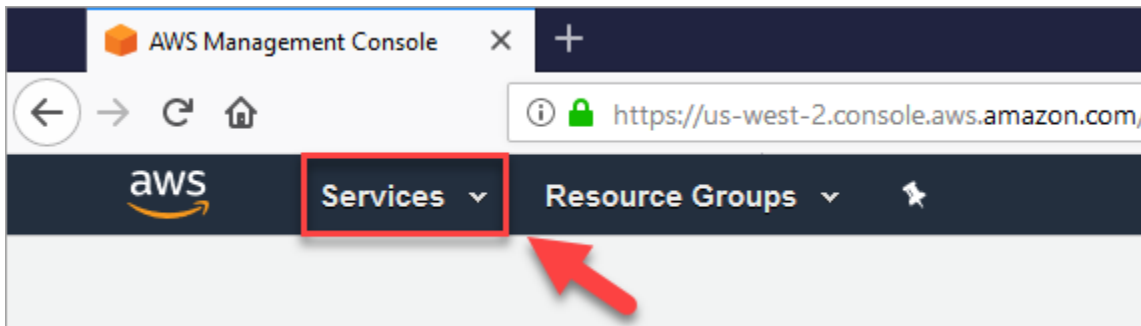 AWS Management Console
https://us-west-2.console.aws.amazon.com/
aws Services Resource Groups